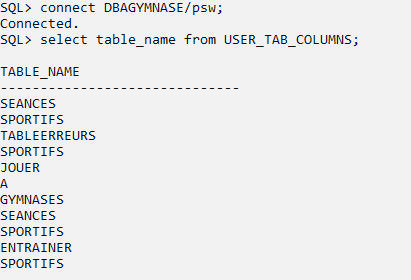 SQL> connect DBAGYMNASE/psw;
Connected.
SQL> select table_name from USER_TAB_COLUMNS;
TABLE_NAME
------------------------------
SEANCES
SPORTIFS
TABLEERREURS
SPORTIFS
JOUER
A
GYMNASES
SEANCES
SPORTIFS
ENTRAINER
SPORTIFS